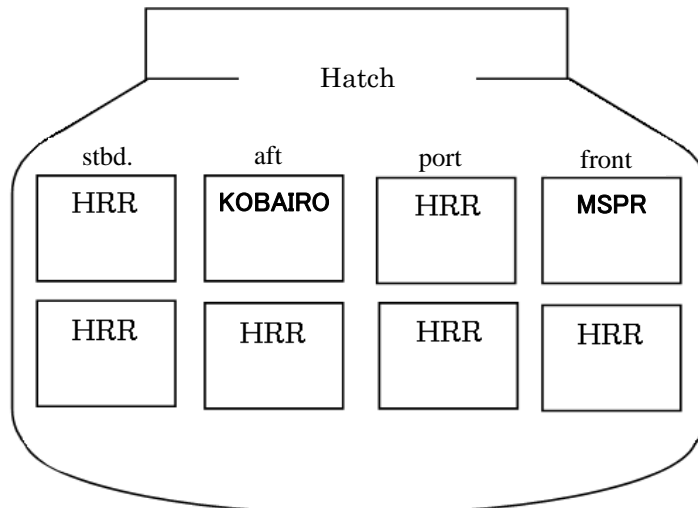 Hatch
stbd. aft port front
HRR KOBAIRO HRR MSPR
HRR HRR HRR HRR